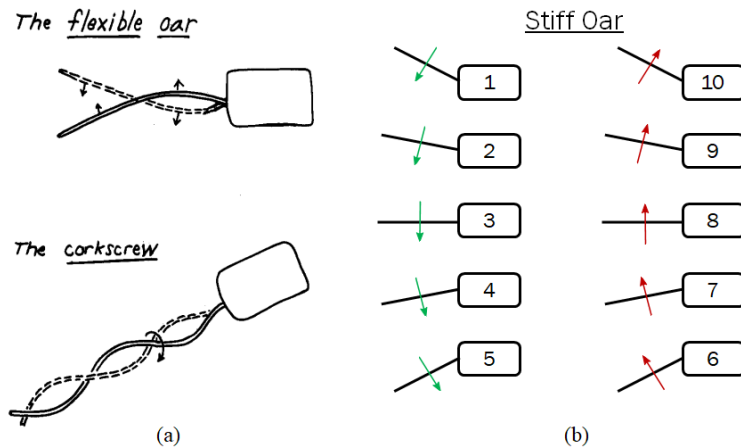 The flexible oar
The corkscrew
(a)
Stiff Oar
1
10
2
9
3
8
4
7
5
6
(b)